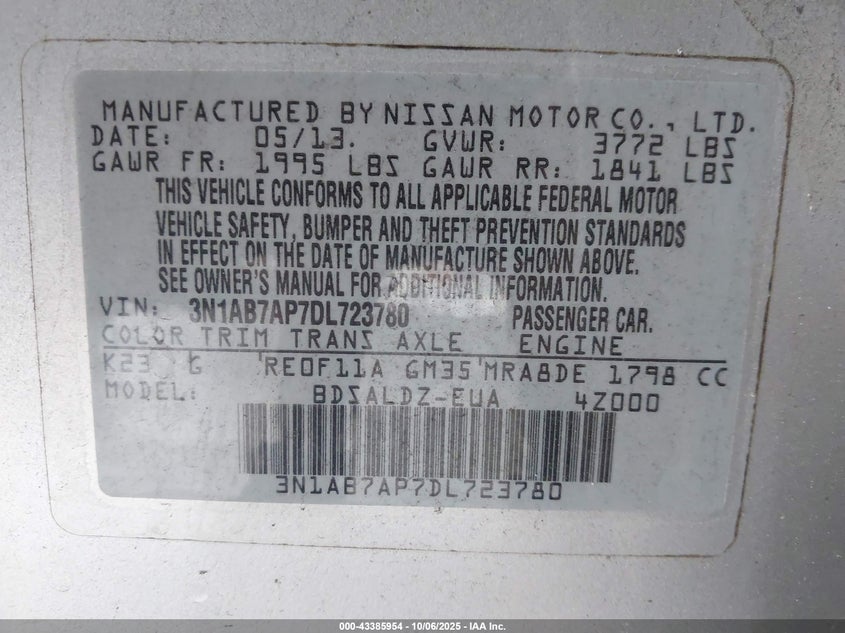 MANUFACTURED BY NISSAN MOTOR CO., LTD.
DATE: 05/13. GVWR: 3772 LBS
GAWR FR: 1995 LBS GAWR RR: 1841 LBS
THIS VEHICLE CONFORMS TO ALL APPLICABLE FEDERAL MOTOR
VEHICLE SAFETY, BUMPER AND THEFT PREVENTION STANDARDS
IN EFFECT ON THE DATE OF MANUFACTURE SHOWN ABOVE.
SEE OWNER'S MANUAL FOR ADDITIONAL INFORMATION.
VIN: 3N1AB7AP7DL723780 PASSENGER CAR.
COLOR TRIM TRANS AXLE ENGINE
K23 G RE0F11A GM35 MRA8DE 1798 CC
MODEL: BDSALDZ-EUA 4Z000
3N1AB7AP7DL723780
000-43385954 - 10/06/2025 - IAA Inc.